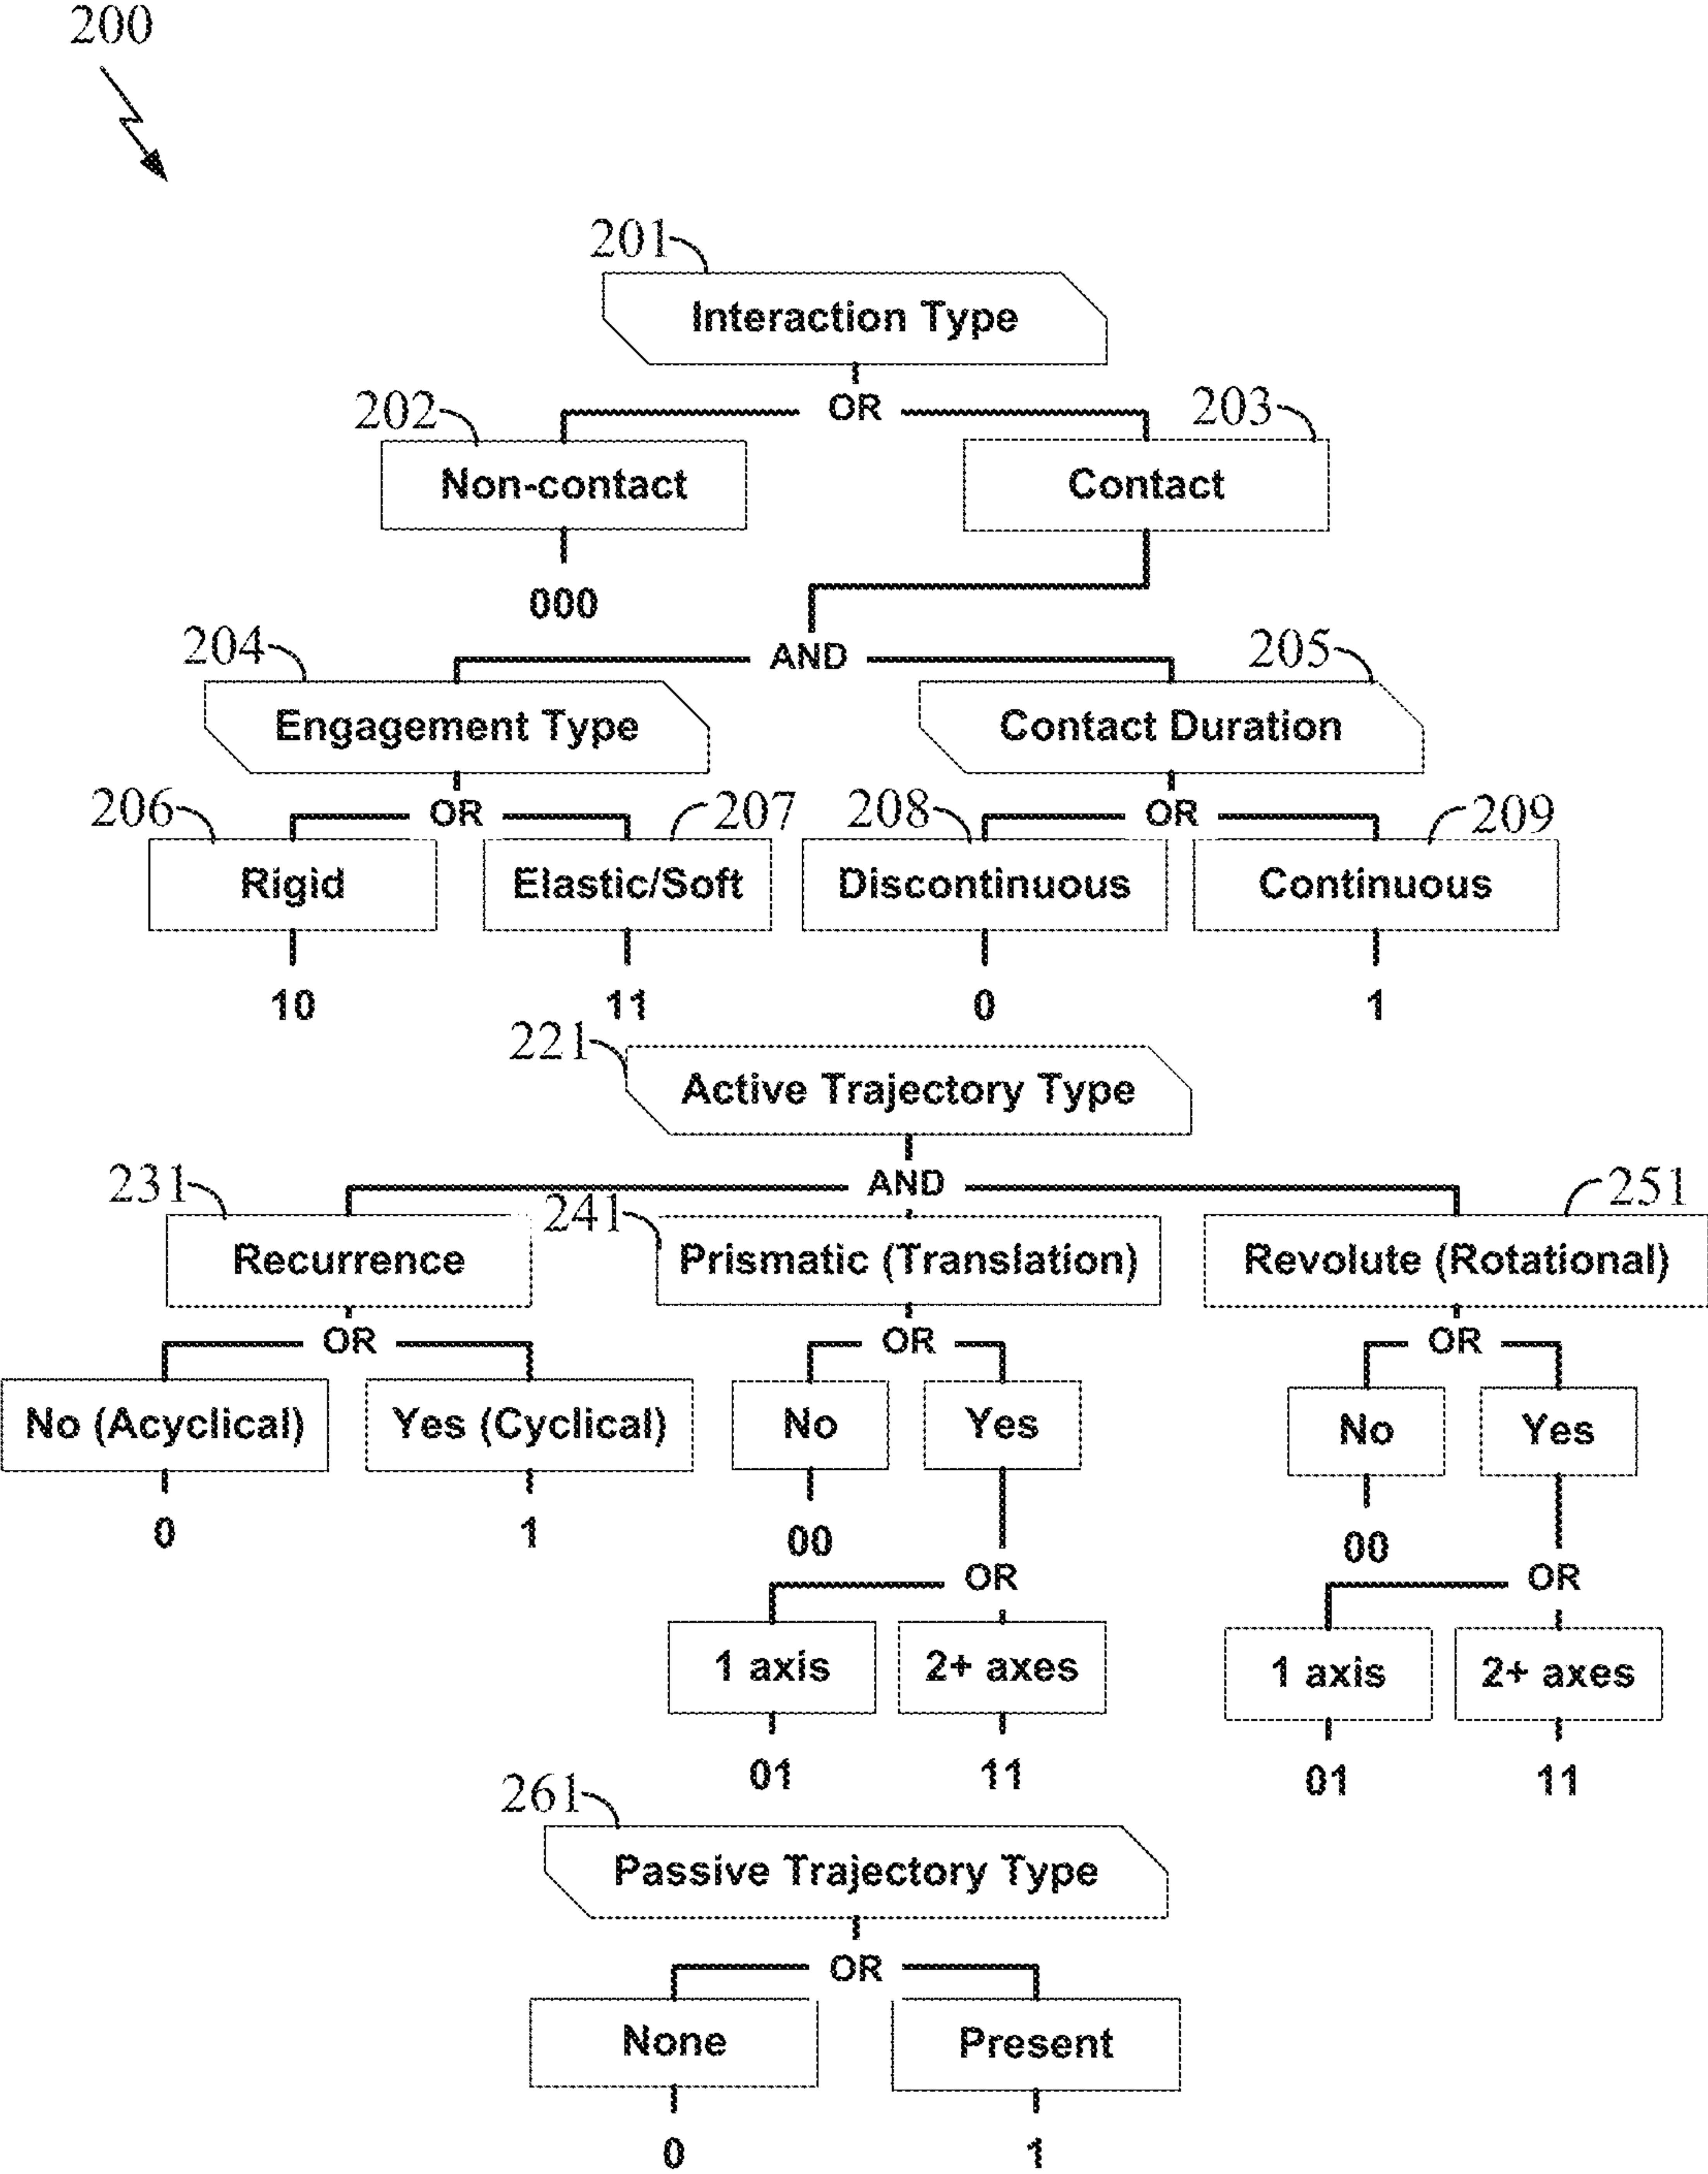 200
201
Interaction Type
OR
202
203
Non-contact
Contact
000
AND
204
205
Engagement Type
Contact Duration
206
OR
207
208
OR
209
Rigid
Elastic/Soft
Discontinuous
Continuous
10
11
0
1
221
Active Trajectory Type
AND
231
241
251
Recurrence
Prismatic (Translation)
Revolute (Rotational)
OR
OR
OR
No (Acyclical)
Yes (Cyclical)
No
Yes
No
Yes
0
1
00
00
OR
OR
1 axis
2+ axes
1 axis
2+ axes
01
11
01
11
261
Passive Trajectory Type
OR
None
Present
0
1